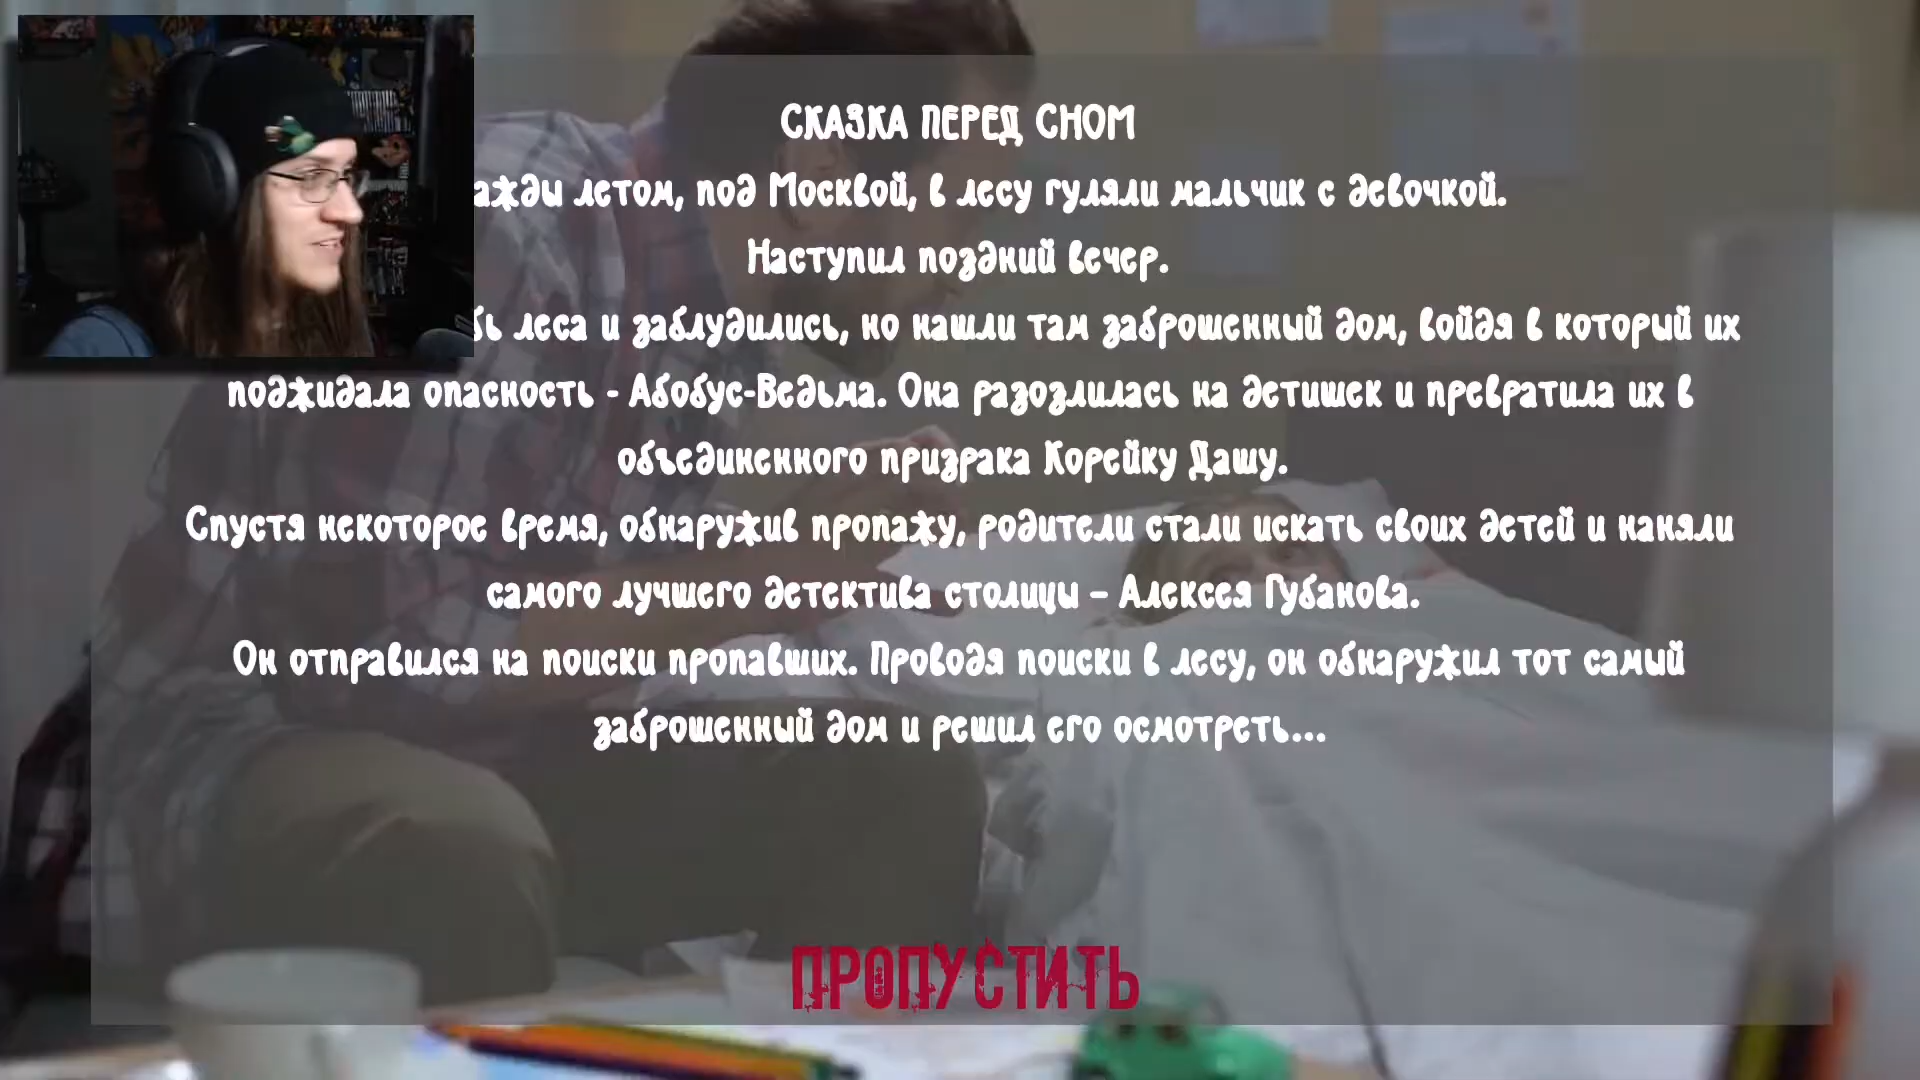 СКАЗКА ПЕРЕД СНОМ
летом, под Москвой, в лесу гуляли мальчик с девочкой.
Наступил поздний вечер.
леса и заблудились, но нашли там заброшенный дом, войдя в который их
поджидала опасность - Абобус-Ведьма. Она разозлилась на детишек и превратила их в
объединенного призрака Корейку Дашу.
Спустя некоторое время, обнаружив пропажу, родители стали искать своих детей и наняли
самого лучшего детектива столицы – Алексея Губанова.
Он отправился на поиски пропавших. Проводя поиски в лесу, он обнаружил тот самый
заброшенный дом и решил его осмотреть...
ПРОПУСТИТЬ